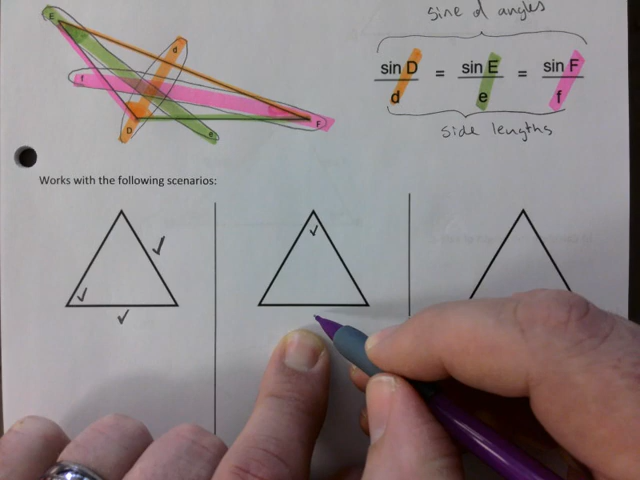 sine of angles
E
d
f
D
e
F
sin D / d = sin E / e = sin F / f
side lengths
Works with the following scenarios: